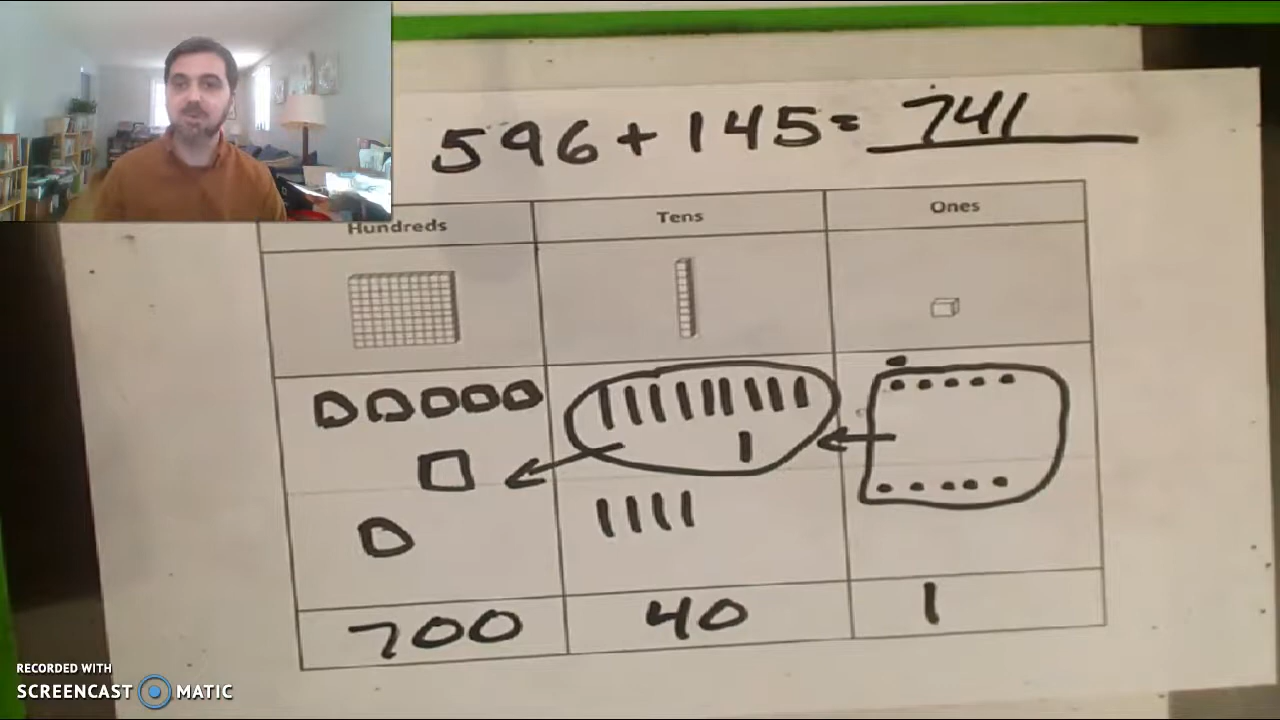 596 + 145 = 741
Hundreds Tens Ones
700 40 1
RECORDED WITH
SCREENCAST MATIC